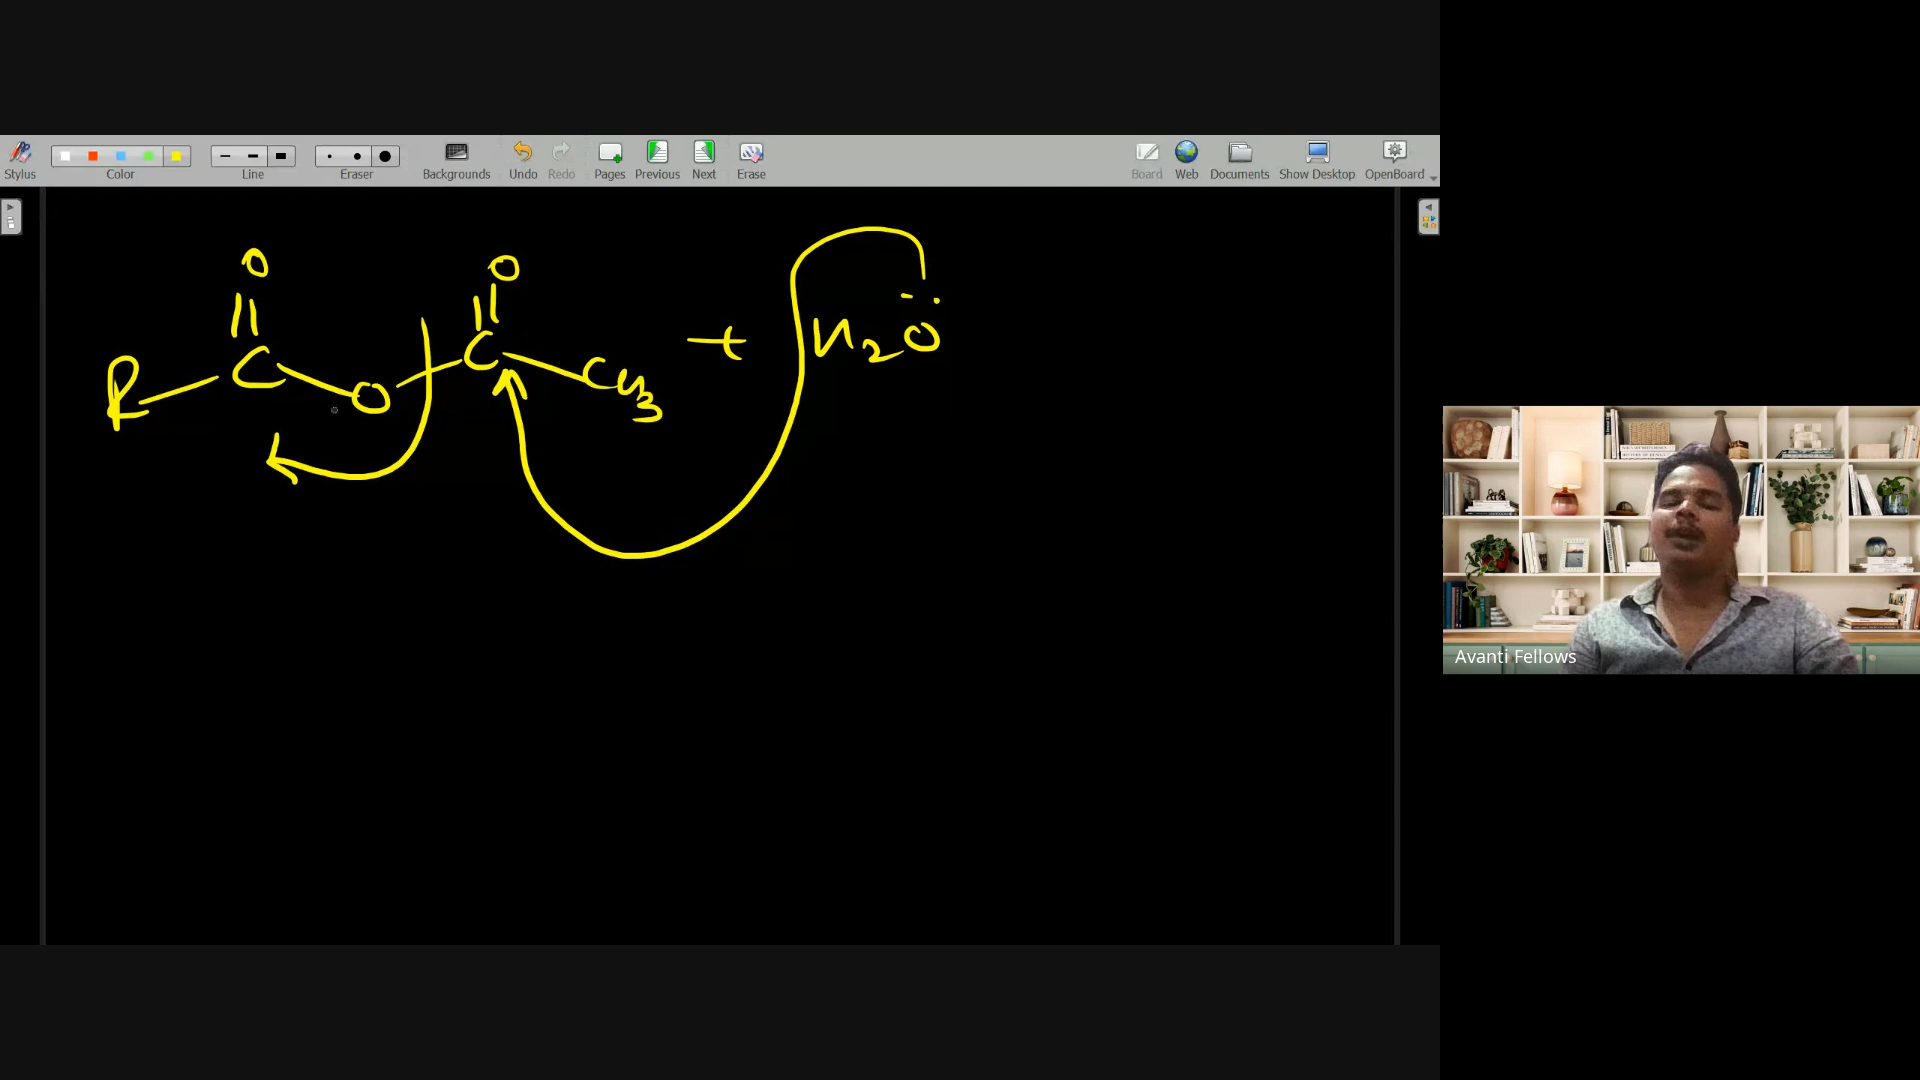 Stylus Color Line Eraser Backgrounds Undo Redo Pages Previous Next Erase Board Web Documents Show Desktop OpenBoard
O O
|| || ..
R-C-O-C-CH3 + H2O
Avanti Fellows